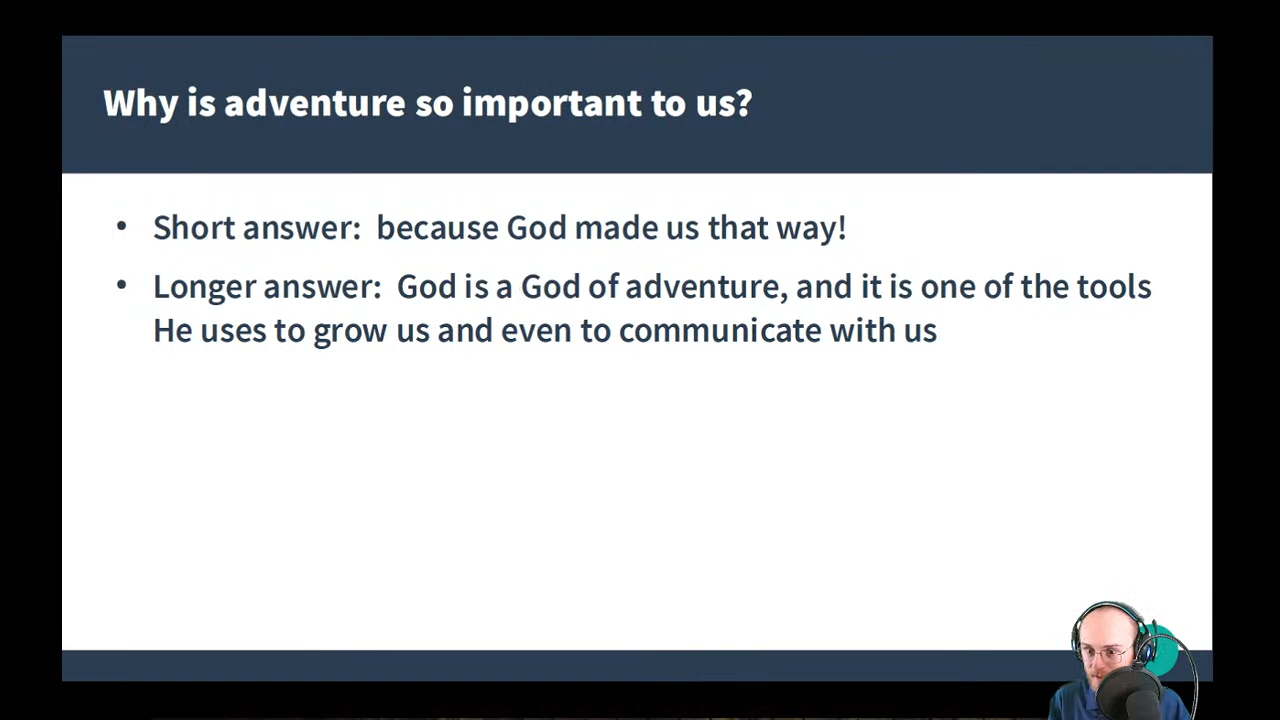 Why is adventure so important to us?
• Short answer:  because God made us that way!
• Longer answer:  God is a God of adventure, and it is one of the tools
He uses to grow us and even to communicate with us